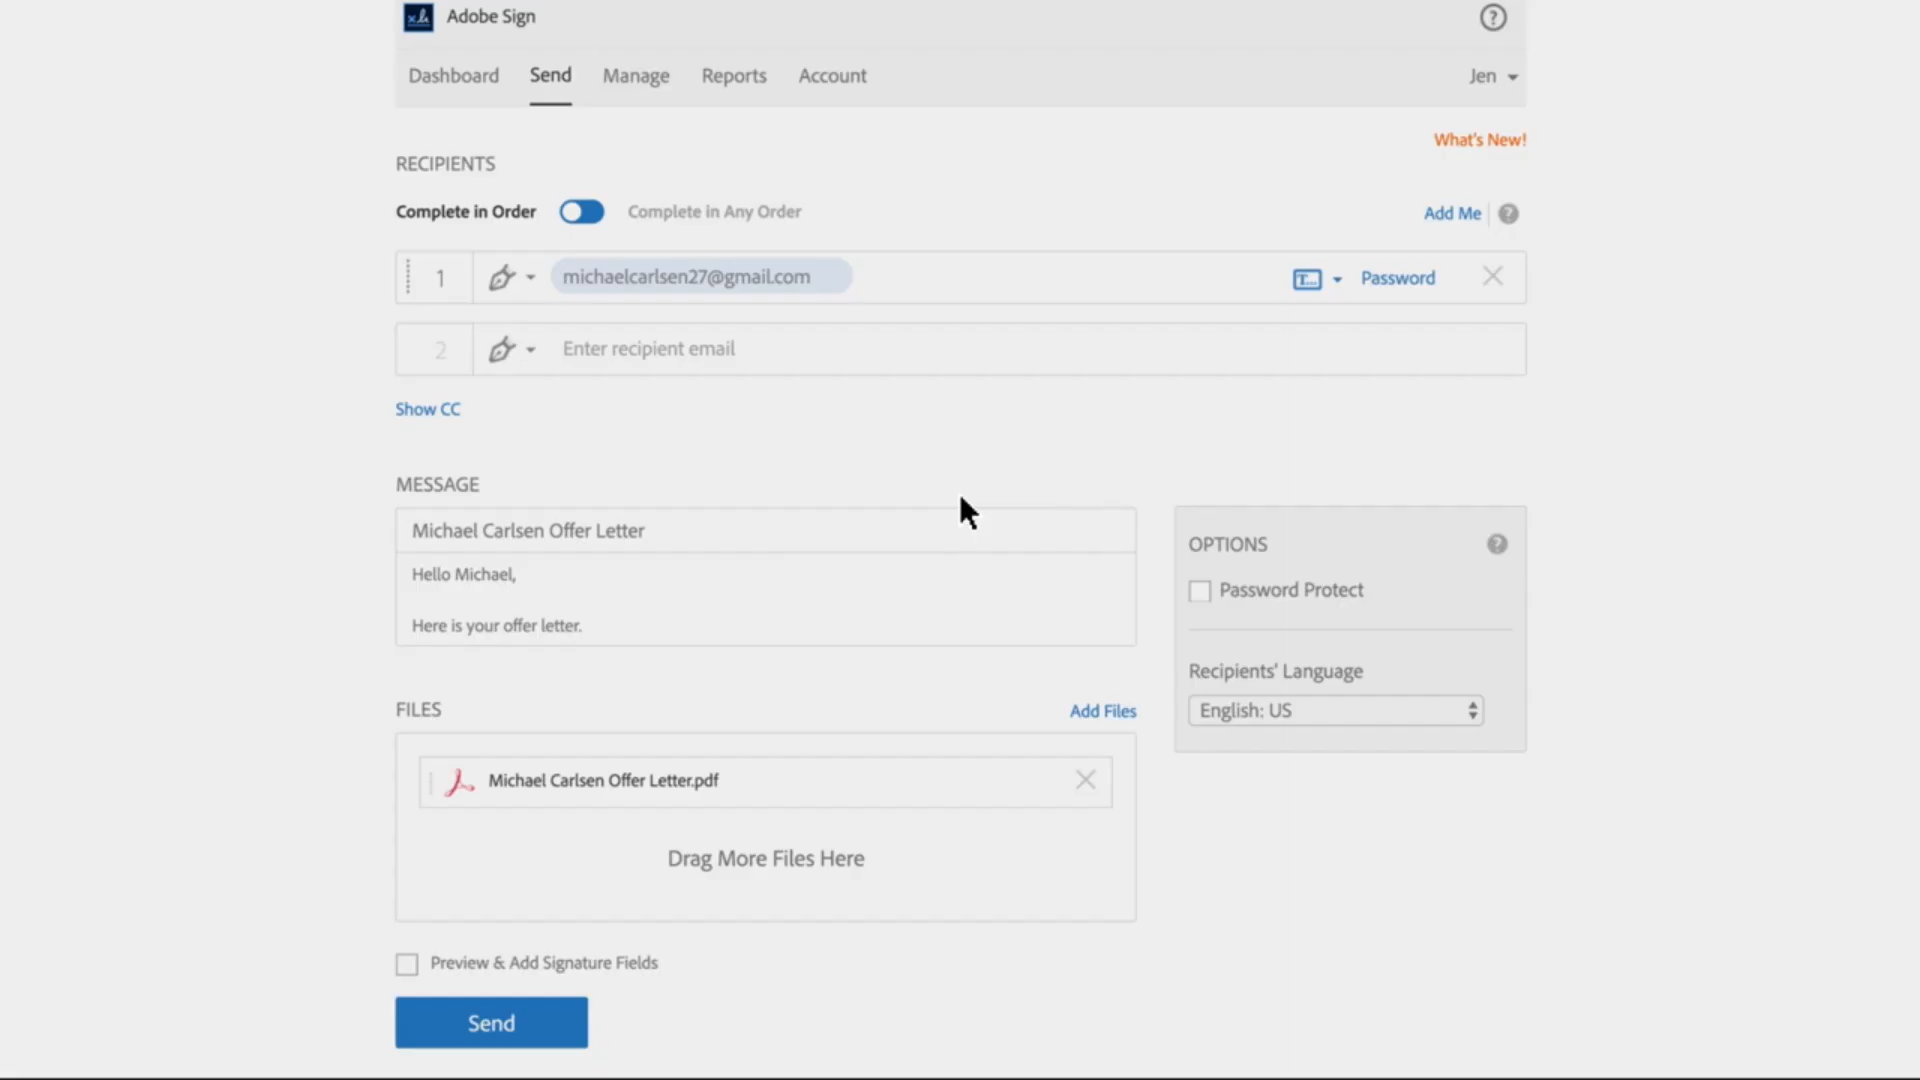 Adobe Sign
Dashboard Send Manage Reports Account Jen
What's New!
RECIPIENTS
Complete in Order Complete in Any Order Add Me
1 michaelcarlsen27@gmail.com T... Password
2 Enter recipient email
Show CC
MESSAGE
Michael Carlsen Offer Letter
Hello Michael,
Here is your offer letter.
OPTIONS
Password Protect
Recipients' Language
English: US
FILES Add Files
Michael Carlsen Offer Letter.pdf
Drag More Files Here
Preview & Add Signature Fields
Send